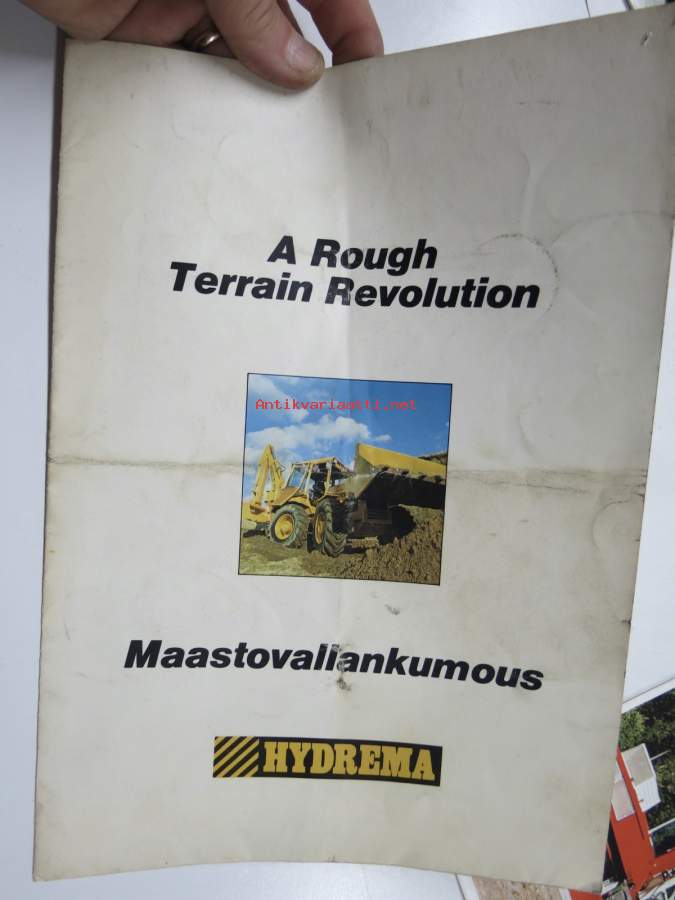 A Rough
Terrain Revolution
Antikvariaatti.net
Maastovallankumous
HYDREMA